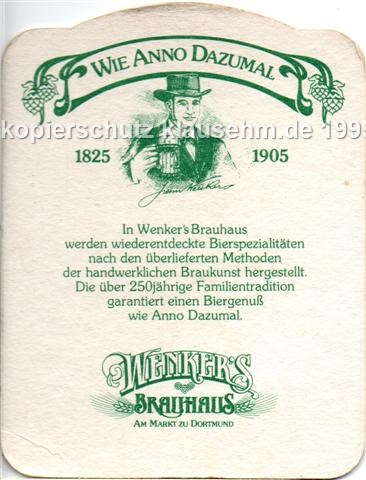 WIE ANNO DAZUMAL
kopierschutz klausehm.de 199
1825 1905
In Wenker's Brauhaus
werden wiederentdeckte Bierspezialitäten
nach den überlieferten Methoden
der handwerklichen Braukunst hergestellt.
Die über 250jährige Familientradition
garantiert einen Biergenuß
wie Anno Dazumal.
WENKER'S
BRAUHAUS
AM MARKT ZU DORTMUND